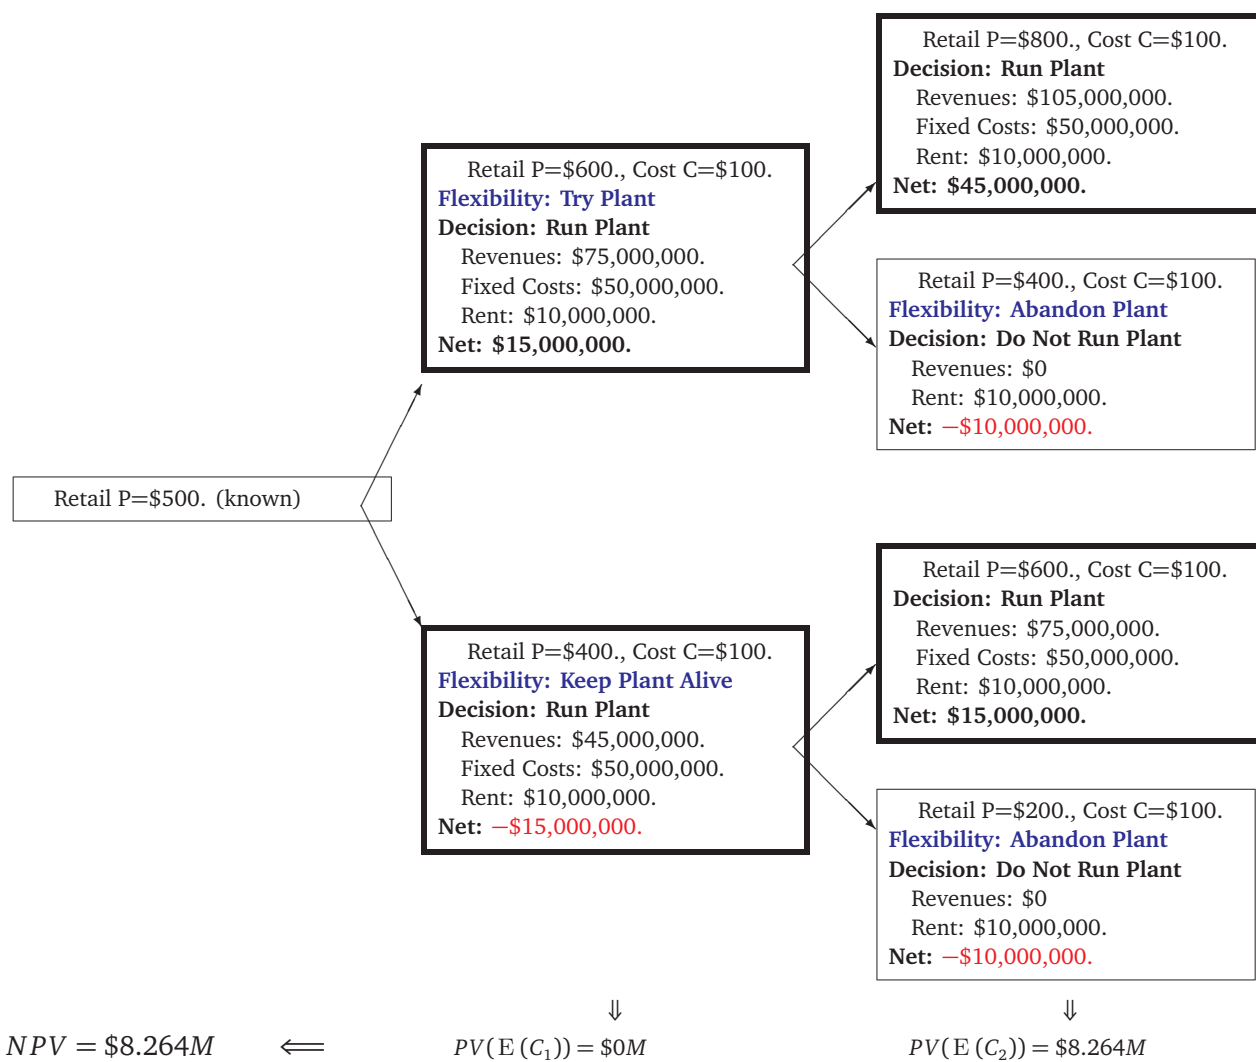 Retail P=$800., Cost C=$100.
Decision: Run Plant
Revenues: $105,000,000.
Fixed Costs: $50,000,000.
Rent: $10,000,000.
Net: $45,000,000.
Retail P=$600., Cost C=$100.
Flexibility: Try Plant
Decision: Run Plant
Revenues: $75,000,000.
Fixed Costs: $50,000,000.
Rent: $10,000,000.
Net: $15,000,000.
Retail P=$400., Cost C=$100.
Flexibility: Abandon Plant
Decision: Do Not Run Plant
Revenues: $0
Rent: $10,000,000.
Net: −$10,000,000.
Retail P=$500. (known)
Retail P=$600., Cost C=$100.
Decision: Run Plant
Revenues: $75,000,000.
Fixed Costs: $50,000,000.
Rent: $10,000,000.
Net: $15,000,000.
Retail P=$400., Cost C=$100.
Flexibility: Keep Plant Alive
Decision: Run Plant
Revenues: $45,000,000.
Fixed Costs: $50,000,000.
Rent: $10,000,000.
Net: −$15,000,000.
Retail P=$200., Cost C=$100.
Flexibility: Abandon Plant
Decision: Do Not Run Plant
Revenues: $0
Rent: $10,000,000.
Net: −$10,000,000.
⇓ ⇓
NPV = $8.264M ⇐ PV(E(C₁)) = $0M PV(E(C₂)) = $8.264M